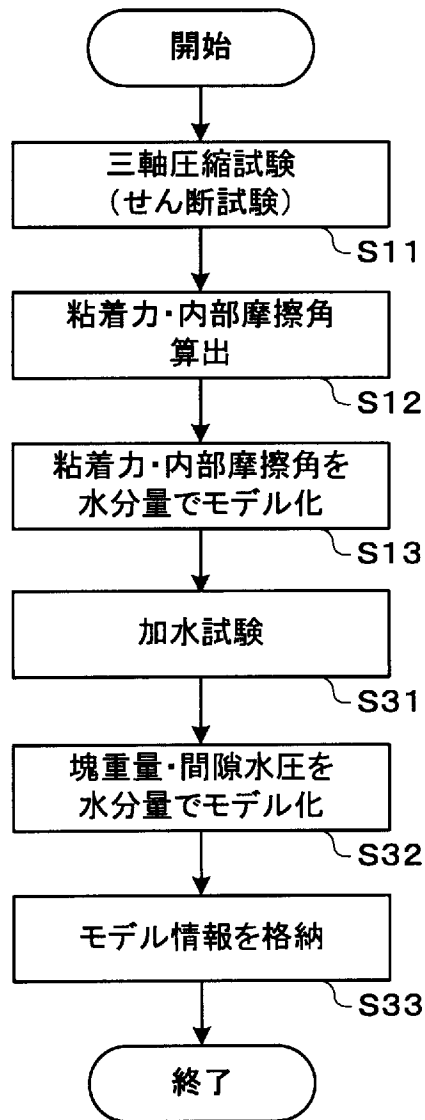 開始
三軸圧縮試験
(せん断試験)
S11
粘着力・内部摩擦角
算出
S12
粘着力・内部摩擦角を
水分量でモデル化
S13
加水試験
S31
塊重量・間隙水圧を
水分量でモデル化
S32
モデル情報を格納
S33
終了